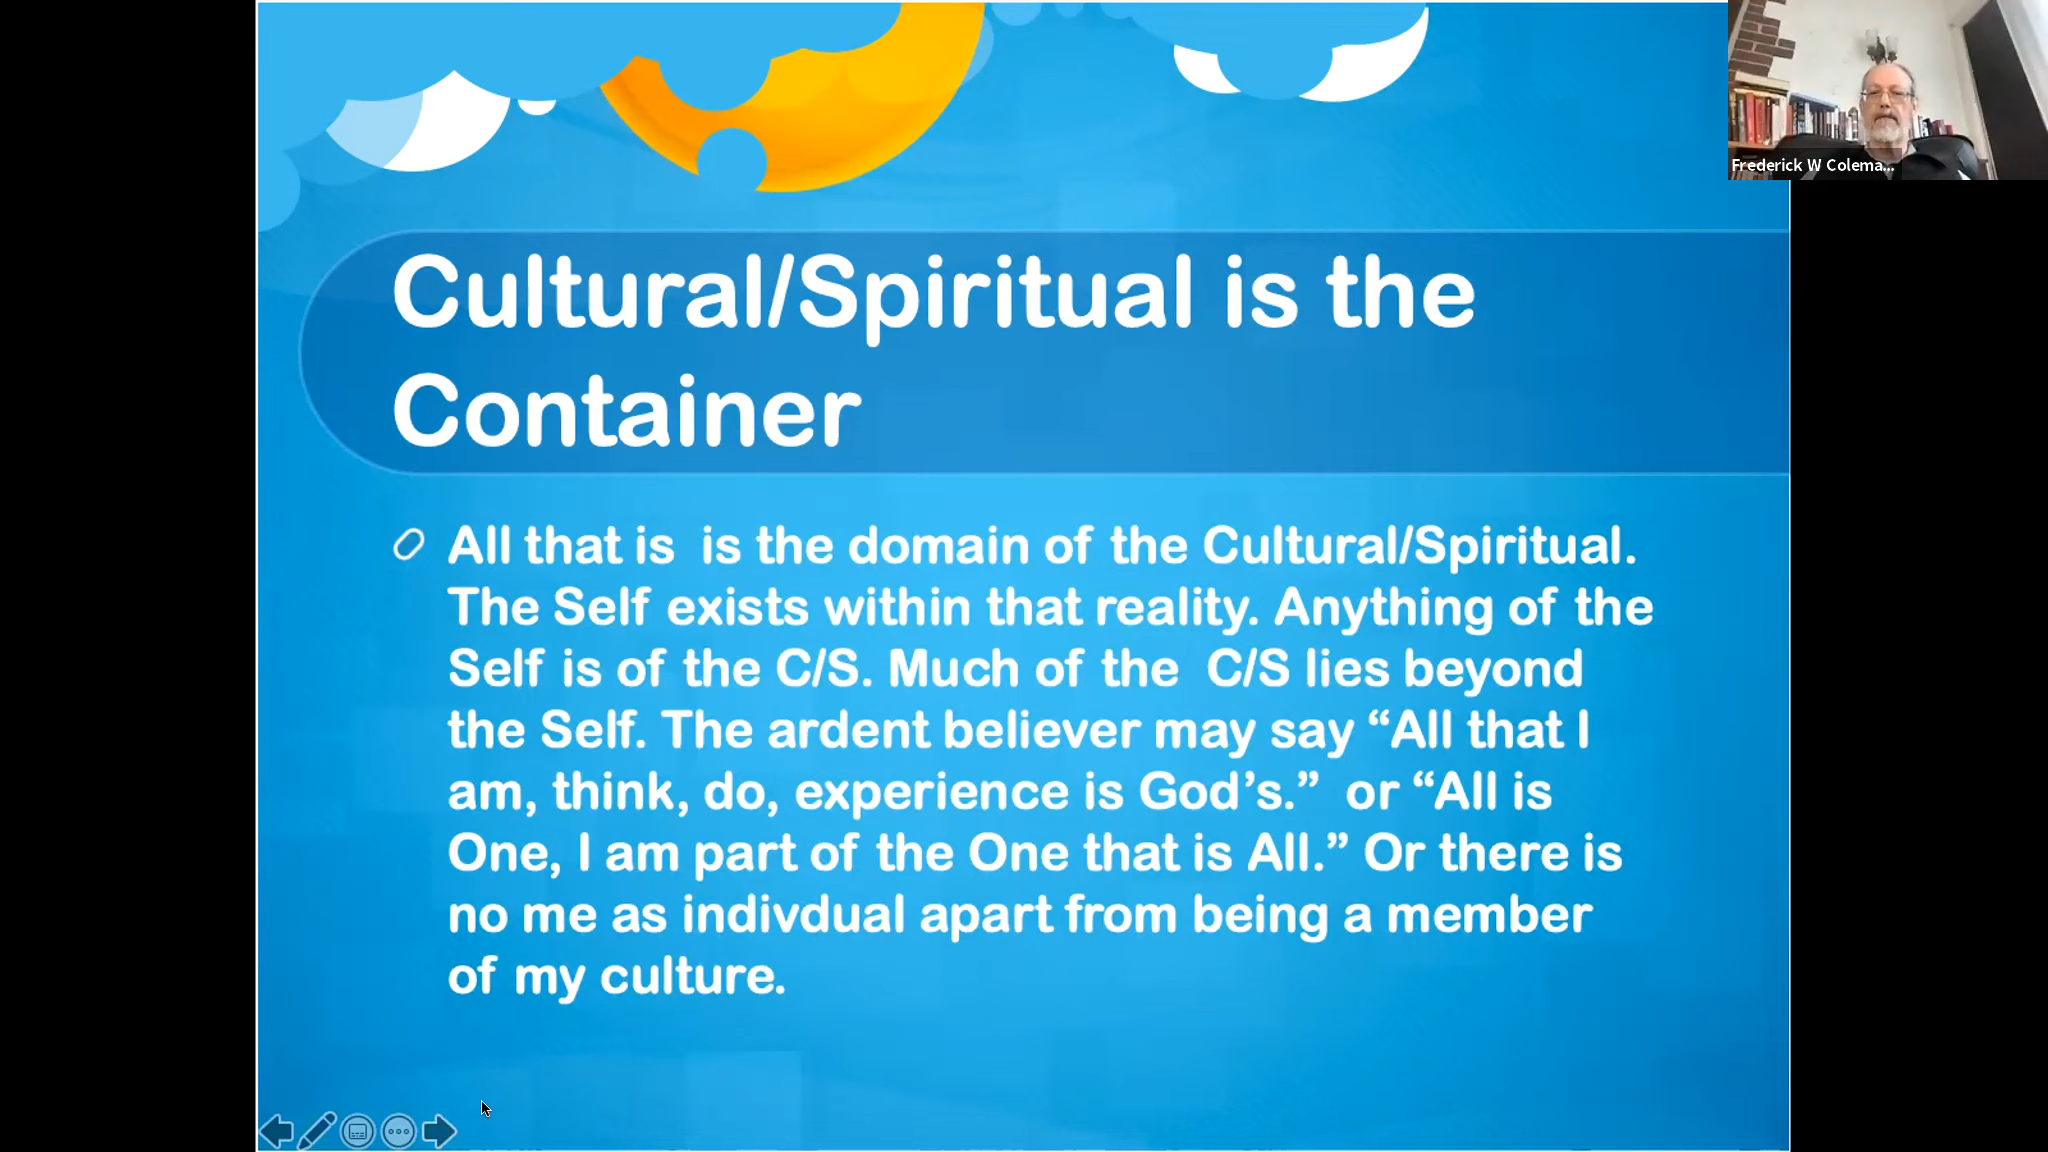 Frederick W Colema...
Cultural/Spiritual is the
Container
All that is  is the domain of the Cultural/Spiritual.
The Self exists within that reality. Anything of the
Self is of the C/S. Much of the  C/S lies beyond
the Self. The ardent believer may say “All that I
am, think, do, experience is God’s.”  or “All is
One, I am part of the One that is All.” Or there is
no me as indivdual apart from being a member
of my culture.